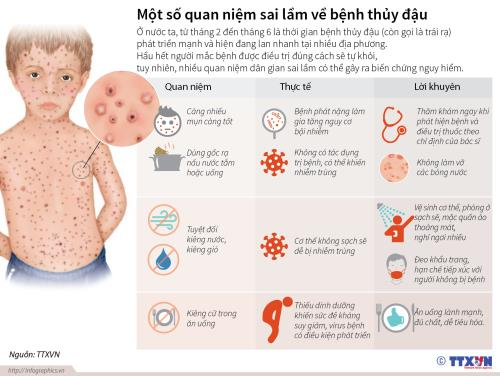 Một số quan niệm sai lầm về bệnh thủy đậu
Ở nước ta, từ tháng 2 đến tháng 6 là thời gian bệnh thủy đậu (còn gọi là trái rạ)
phát triển mạnh và hiện đang lan nhanh tại nhiều địa phương.
Hầu hết người mắc bệnh được điều trị đúng cách sẽ tự khỏi,
tuy nhiên, nhiều quan niệm dân gian sai lầm có thể gây ra biến chứng nguy hiểm.
Quan niệm
Thực tế
Lời khuyên
Càng nhiều
mụn càng tốt
Bệnh phát nặng làm
gia tăng nguy cơ
bội nhiễm
Thăm khám ngay khi
phát hiện bệnh và
điều trị thuốc theo
chỉ định của bác sĩ
Dùng gốc rạ
nấu nước tắm
hoặc uống
Không có tác dụng
trị bệnh, có thể khiến
nhiễm trùng
Không làm vỡ
các bóng nước
Tuyệt đối
kiêng nước,
kiêng gió
Cơ thể không sạch sẽ
dễ bị nhiễm trùng
Vệ sinh cơ thể, phòng ở
sạch sẽ, mặc quần áo
thoáng mát,
nghỉ ngơi nhiều
Đeo khẩu trang,
hạn chế tiếp xúc với
người không bị bệnh
Kiêng cữ trong
ăn uống
Thiếu dinh dưỡng
khiến sức đề kháng
suy giảm, virus bệnh
có điều kiện phát triển
Ăn uống lành mạnh,
đủ chất, dễ tiêu hóa.
Nguồn: TTXVN
http://infographics.vn
© TTXVN